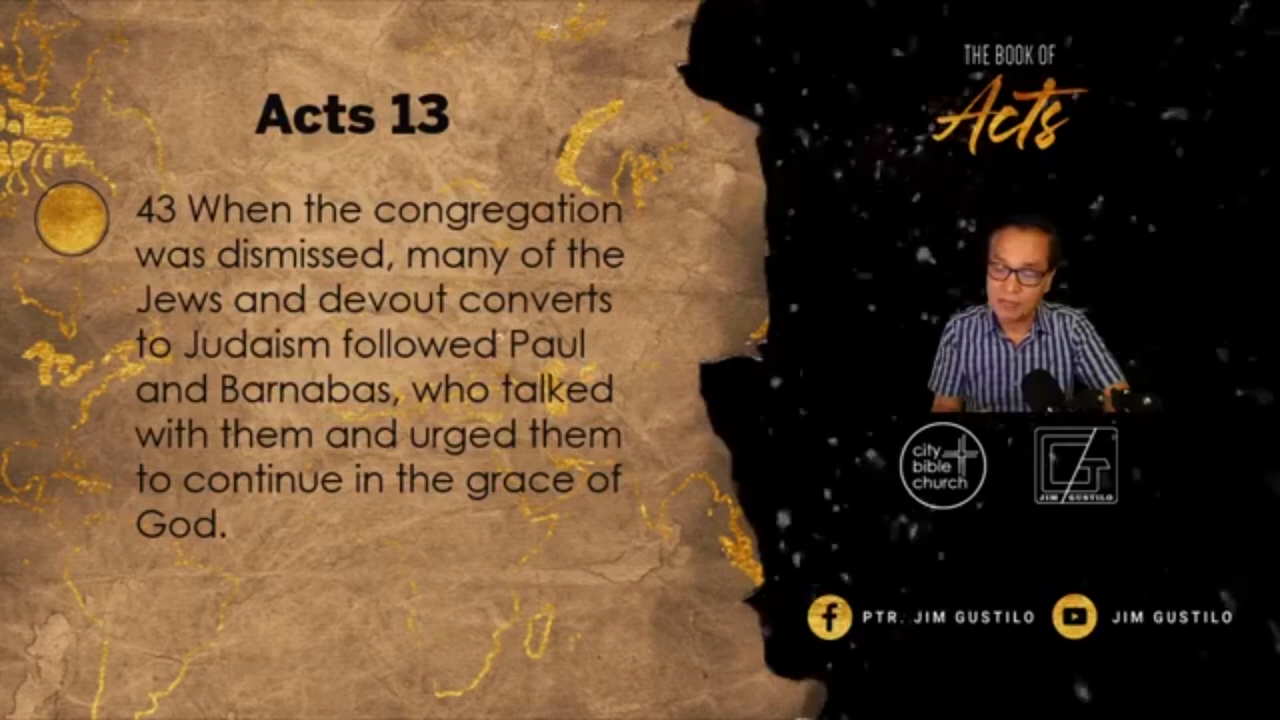 Acts 13
43 When the congregation
was dismissed, many of the
Jews and devout converts
to Judaism followed Paul
and Barnabas, who talked
with them and urged them
to continue in the grace of
God.
THE BOOK OF
Acts
city
bible
church
JIM GUSTILO
PTR. JIM GUSTILO
JIM GUSTILO